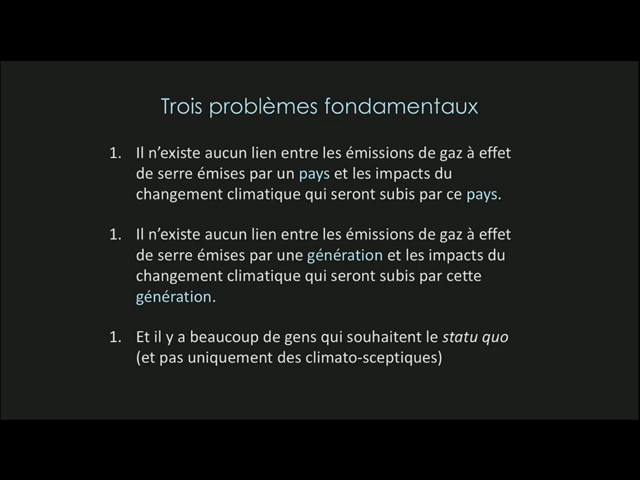 Trois problèmes fondamentaux
1. Il n’existe aucun lien entre les émissions de gaz à effet
de serre émises par un pays et les impacts du
changement climatique qui seront subis par ce pays.
1. Il n’existe aucun lien entre les émissions de gaz à effet
de serre émises par une génération et les impacts du
changement climatique qui seront subis par cette
génération.
1. Et il y a beaucoup de gens qui souhaitent le statu quo
(et pas uniquement des climato-sceptiques)